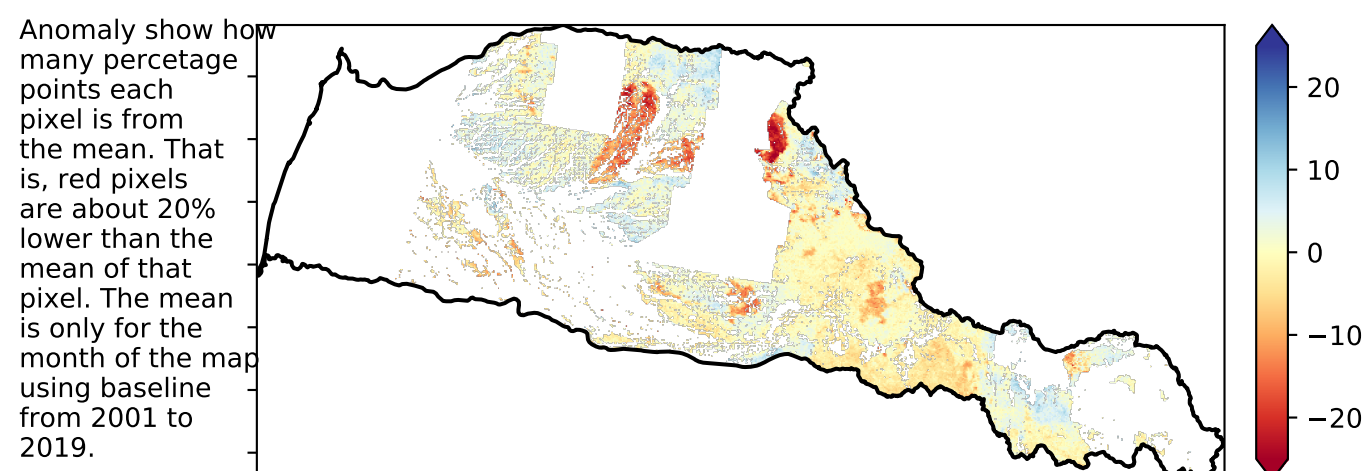 Anomaly show how
many percetage
points each
pixel is from
the mean. That
is, red pixels
are about 20%
lower than the
mean of that
pixel. The mean
is only for the
month of the map
using baseline
from 2001 to
2019.
20
10
0
−10
−20